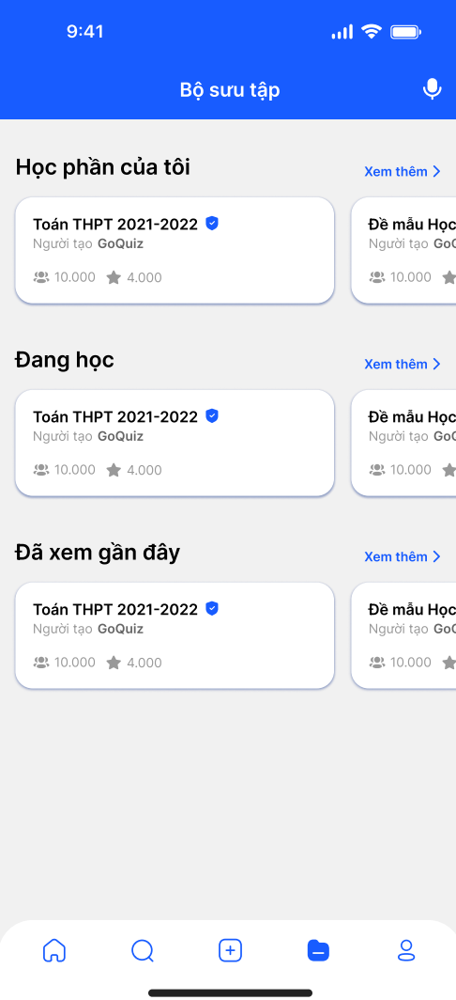 9:41
Bộ sưu tập
Học phần của tôi
Xem thêm
Toán THPT 2021-2022
Người tạo GoQuiz
10.000 4.000
Đề mẫu Học
Người tạo Go
10.000
Đang học
Xem thêm
Toán THPT 2021-2022
Người tạo GoQuiz
10.000 4.000
Đề mẫu Học
Người tạo Go
10.000
Đã xem gần đây
Xem thêm
Toán THPT 2021-2022
Người tạo GoQuiz
10.000 4.000
Đề mẫu Học
Người tạo Go
10.000